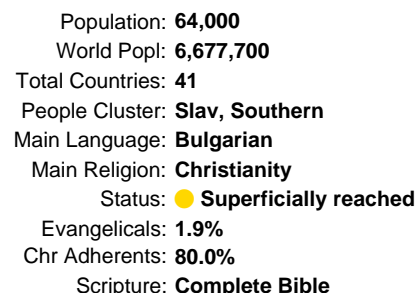 Population: 64,000
World Popl: 6,677,700
Total Countries: 41
People Cluster: Slav, Southern
Main Language: Bulgarian
Main Religion: Christianity
Status: Superficially reached
Evangelicals: 1.9%
Chr Adherents: 80.0%
Scripture: Complete Bible